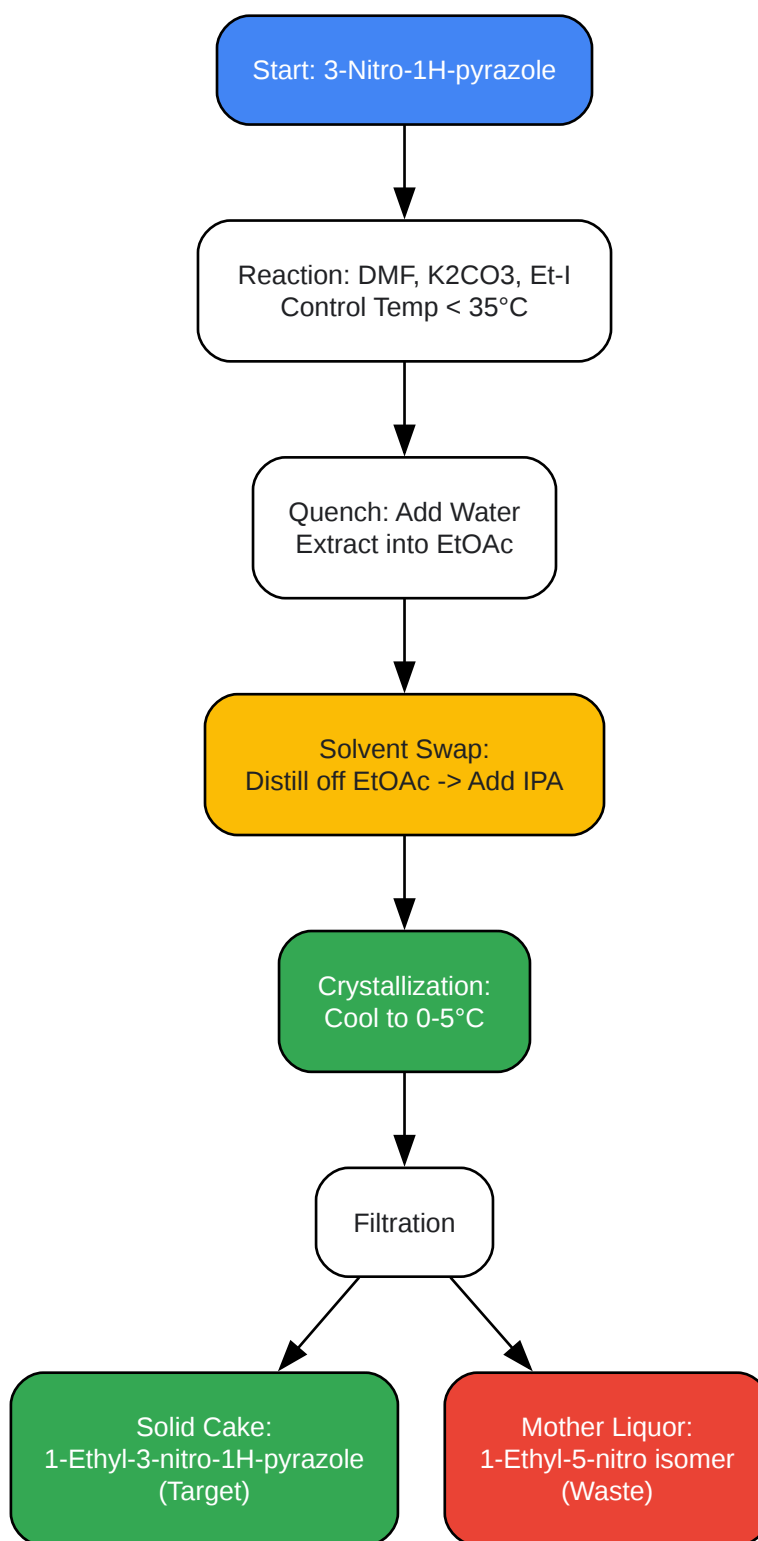 Start: 3-Nitro-1H-pyrazole
Reaction: DMF, K2CO3, Et-I
Control Temp < 35°C
Quench: Add Water
Extract into EtOAc
Solvent Swap:
Distill off EtOAc -> Add IPA
Crystallization:
Cool to 0-5°C
Filtration
Solid Cake:
1-Ethyl-3-nitro-1H-pyrazole
(Target)
Mother Liquor:
1-Ethyl-5-nitro isomer
(Waste)